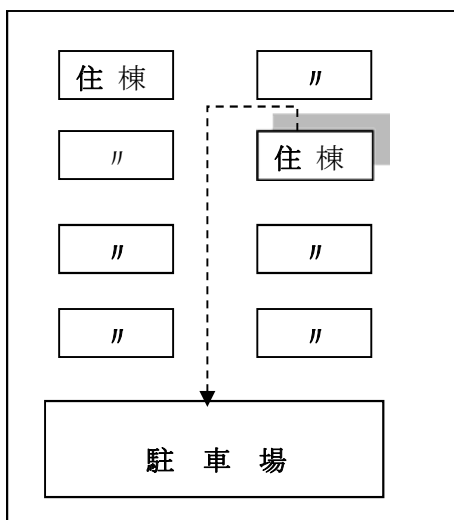 住 棟 〃
〃 住 棟
〃 〃
〃 〃
駐 車 場